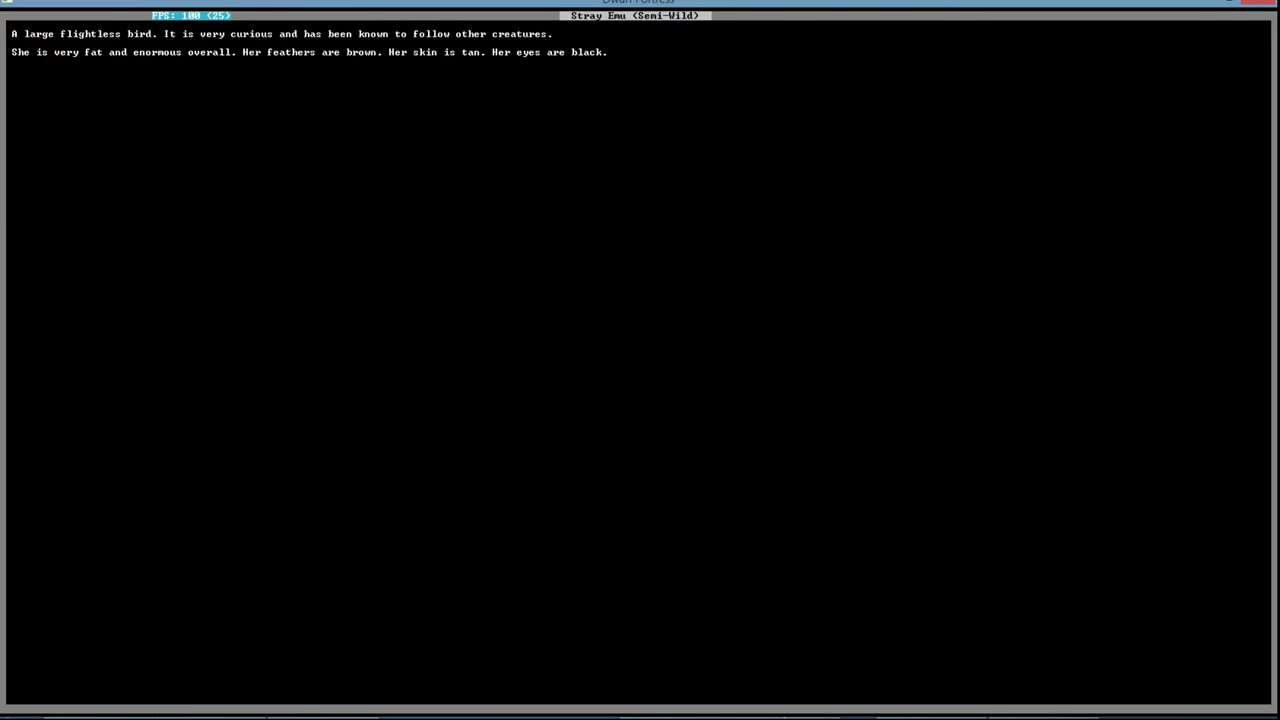 Dwarf Fortress
FPS: 100 (25)
Stray Emu (Semi-Wild)
A large flightless bird. It is very curious and has been known to follow other creatures.
She is very fat and enormous overall. Her feathers are brown. Her skin is tan. Her eyes are black.